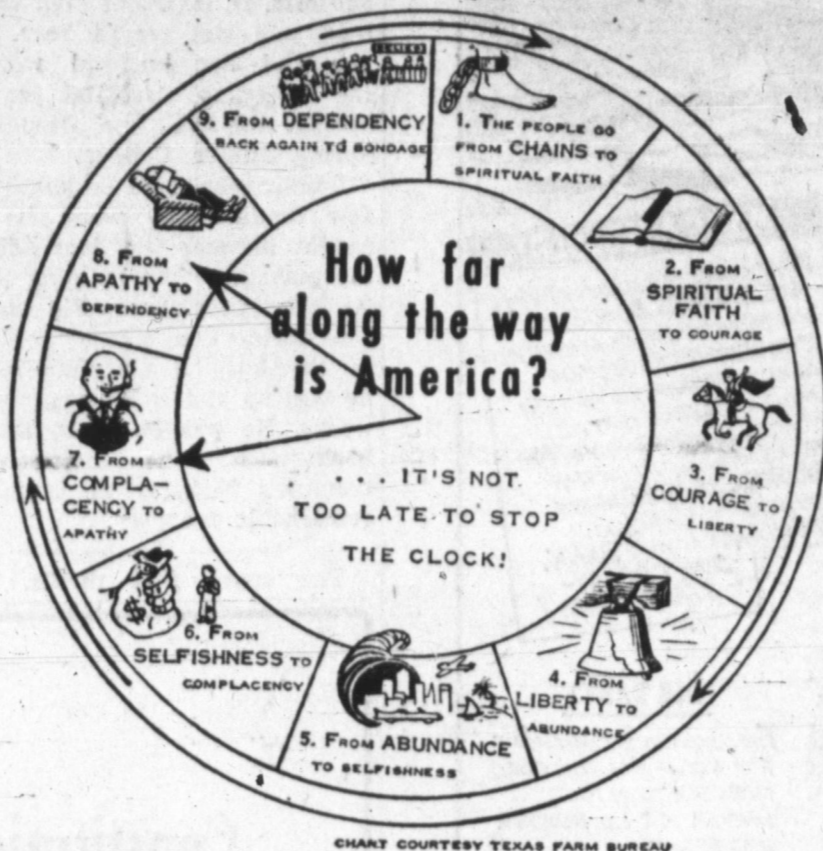 How far
along the way
is America?
. . . . IT'S NOT
TOO LATE TO STOP
THE CLOCK!
1. THE PEOPLE GO
FROM CHAINS TO
SPIRITUAL FAITH
2. FROM
SPIRITUAL
FAITH
TO COURAGE
3. FROM
COURAGE TO
LIBERTY
4. FROM
LIBERTY TO
ABUNDANCE
5. FROM ABUNDANCE
TO SELFISHNESS
$
6. FROM
SELFISHNESS TO
COMPLACENCY
7. FROM
COMPLA-
CENCY TO
APATHY
8. FROM
APATHY TO
DEPENDENCY
9. FROM DEPENDENCY
BACK AGAIN TO BONDAGE
CHART COURTESY TEXAS FARM BUREAU